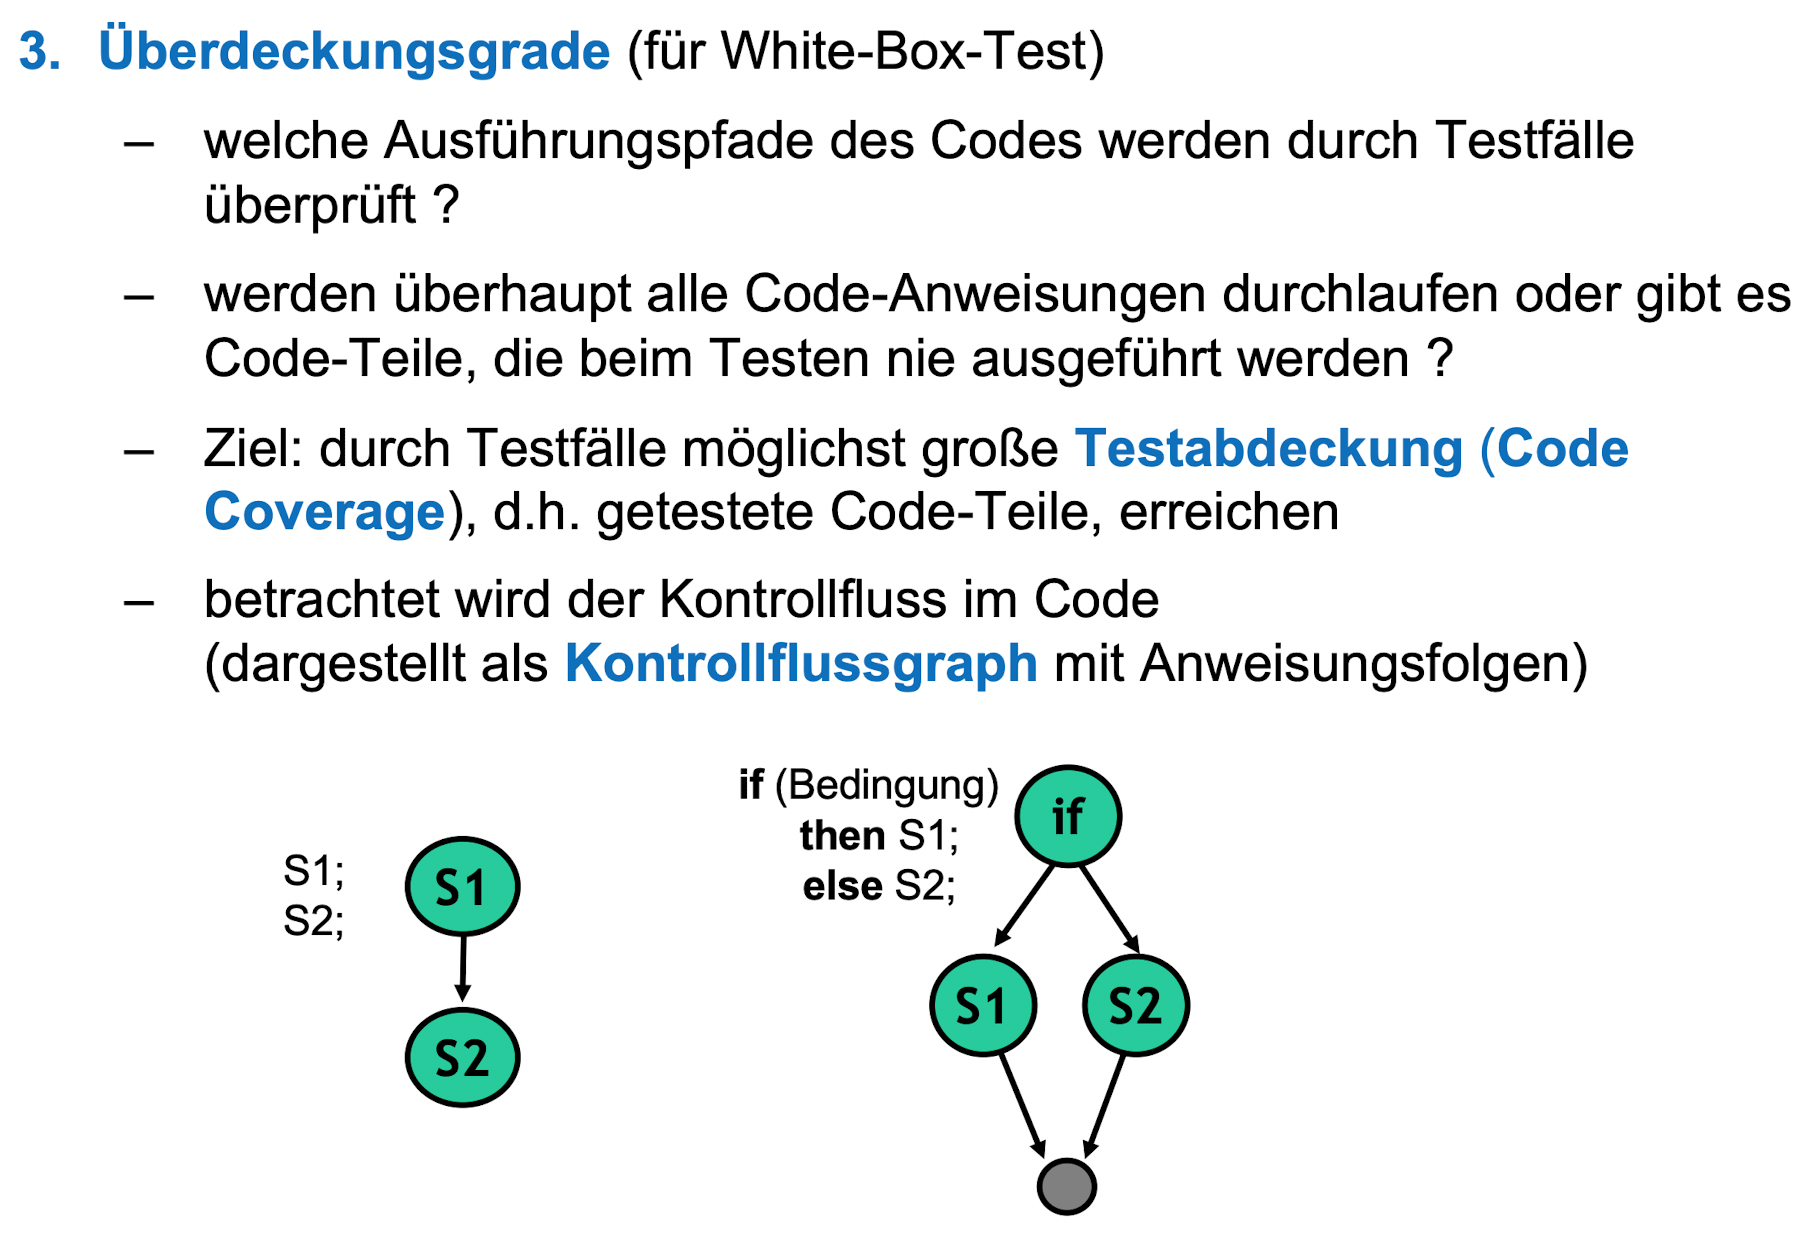 3. Überdeckungsgrade (für White-Box-Test)
– welche Ausführungspfade des Codes werden durch Testfälle
überprüft ?
– werden überhaupt alle Code-Anweisungen durchlaufen oder gibt es
Code-Teile, die beim Testen nie ausgeführt werden ?
– Ziel: durch Testfälle möglichst große Testabdeckung (Code
Coverage), d.h. getestete Code-Teile, erreichen
– betrachtet wird der Kontrollfluss im Code
(dargestellt als Kontrollflussgraph mit Anweisungsfolgen)
S1;
S2;
S1
S2
if (Bedingung)
then S1;
else S2;
if
S1
S2